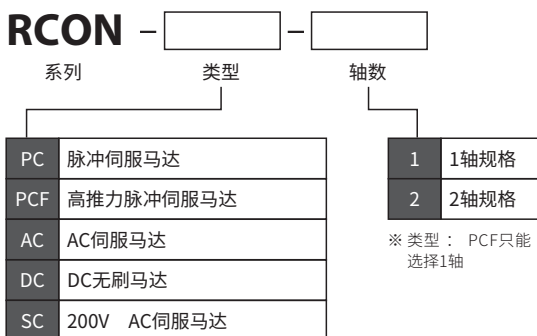 RCON – –
系列 类型 轴数
PC 脉冲伺服马达
PCF 高推力脉冲伺服马达
AC AC伺服马达
DC DC无刷马达
SC 200V AC伺服马达
1 1轴规格
2 2轴规格
※ 类型 ： PCF只能
选择1轴